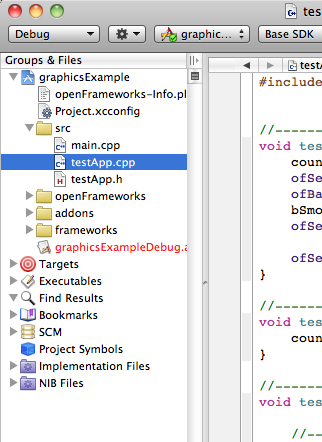 te
Debug
graphic...
Base SDK
Groups & Files
graphicsExample
openFrameworks-Info.pl
Project.xcconfig
src
main.cpp
testApp.cpp
testApp.h
openFrameworks
addons
frameworks
graphicsExampleDebug.a
Targets
Executables
Find Results
Bookmarks
SCM
Project Symbols
Implementation Files
NIB Files
testA
#include
//-------
void tes
coun
ofSe
ofBa
bSmo
ofSe
ofSe
}
//-------
void tes
coun
}
//-------
void tes
//--